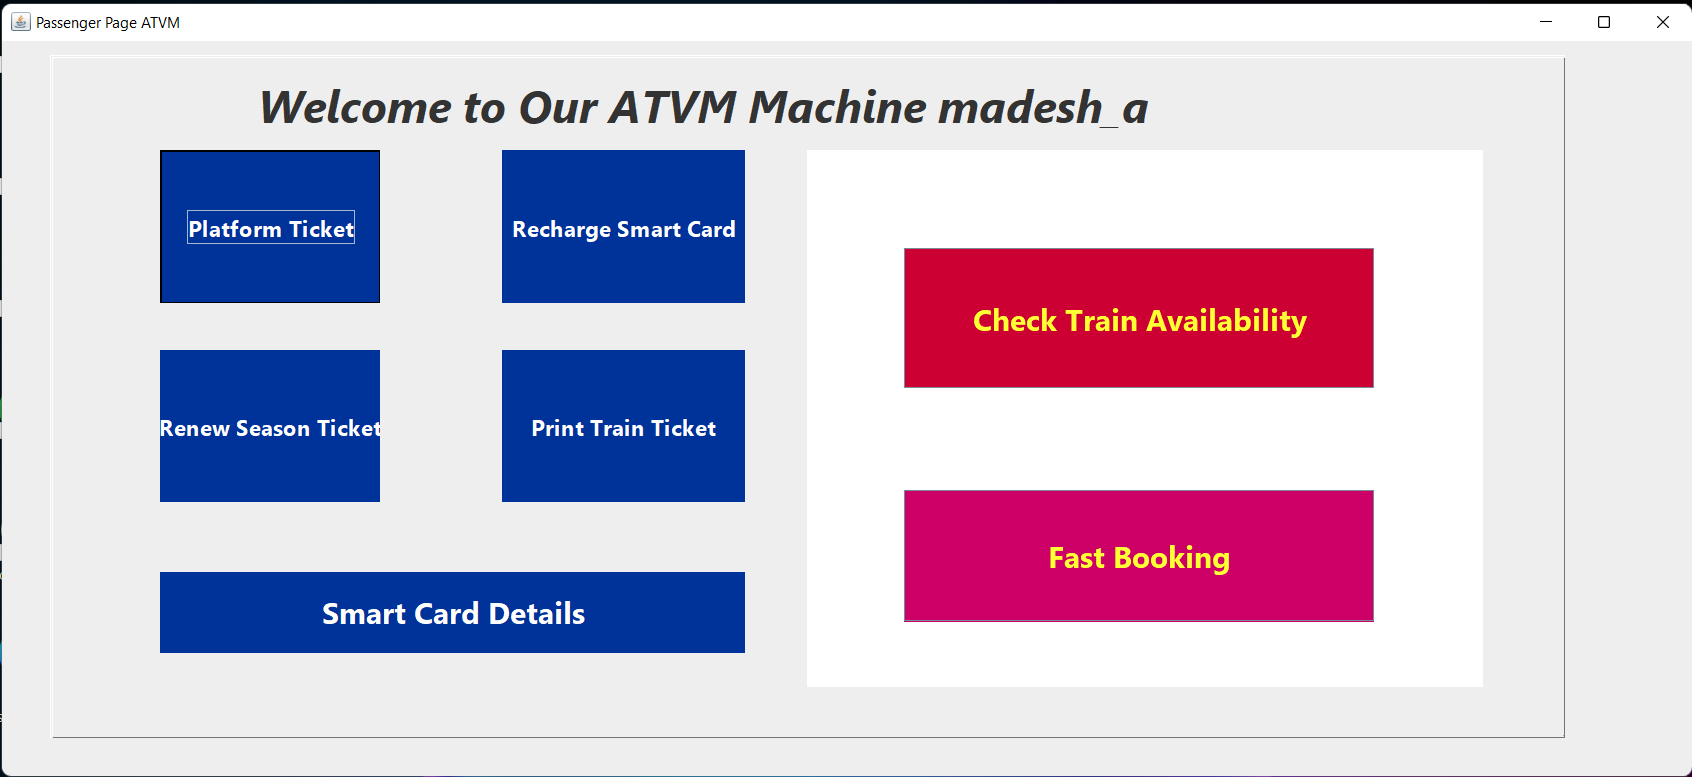 Passenger Page ATVM
Welcome to Our ATVM Machine madesh_a
Platform Ticket
Recharge Smart Card
Renew Season Ticket
Print Train Ticket
Smart Card Details
Check Train Availability
Fast Booking